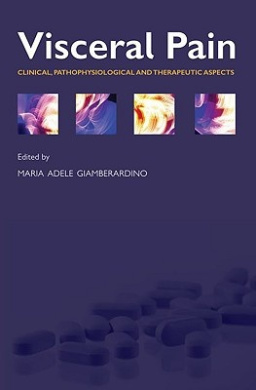 Visceral Pain
CLINICAL, PATHOPHYSIOLOGICAL AND THERAPEUTIC ASPECTS
Edited by
MARIA ADELE GIAMBERARDINO